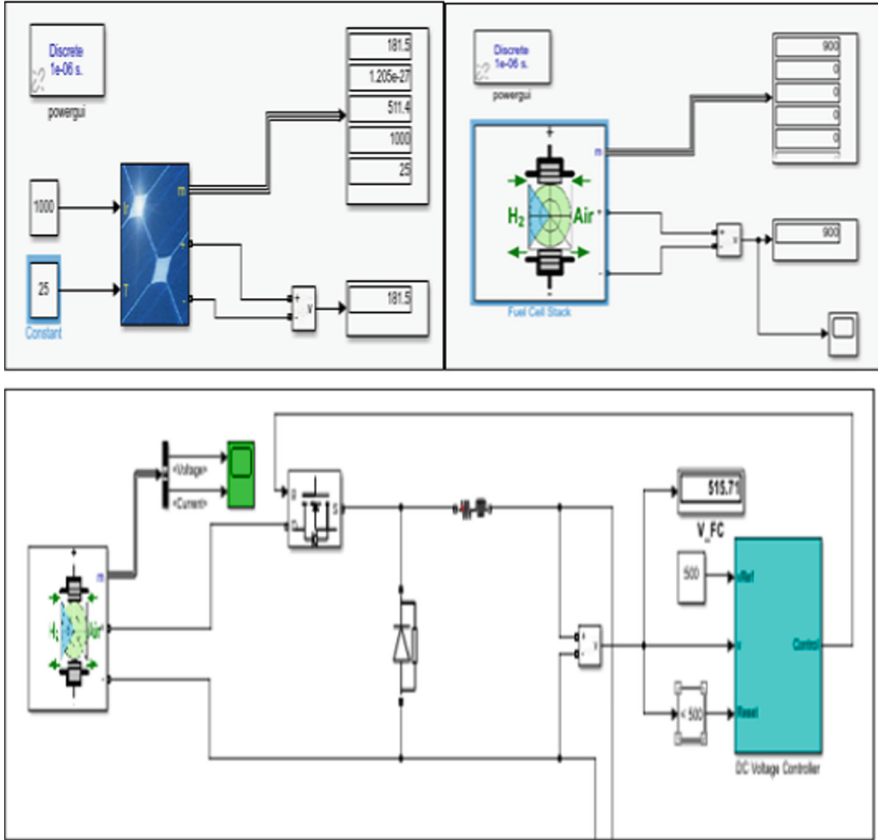 Discrete
1e-06 s.
powergui
1000
Ir
25
T
Constant
m
+
-
+
-
v
181.5
1.205e-27
511.4
1000
25
181.5
Discrete
1e-06 s.
powergui
+
m
H2
Air
+
-
-
Fuel Cell Stack
+
-
v
900
0
0
0
0
900
<Voltage>
<Current>
+
m
Air
+
-
g
D
S
+
-
v
515.71
V_FC
500
vRef
v
Control
< 500
Reset
DC Voltage Controller